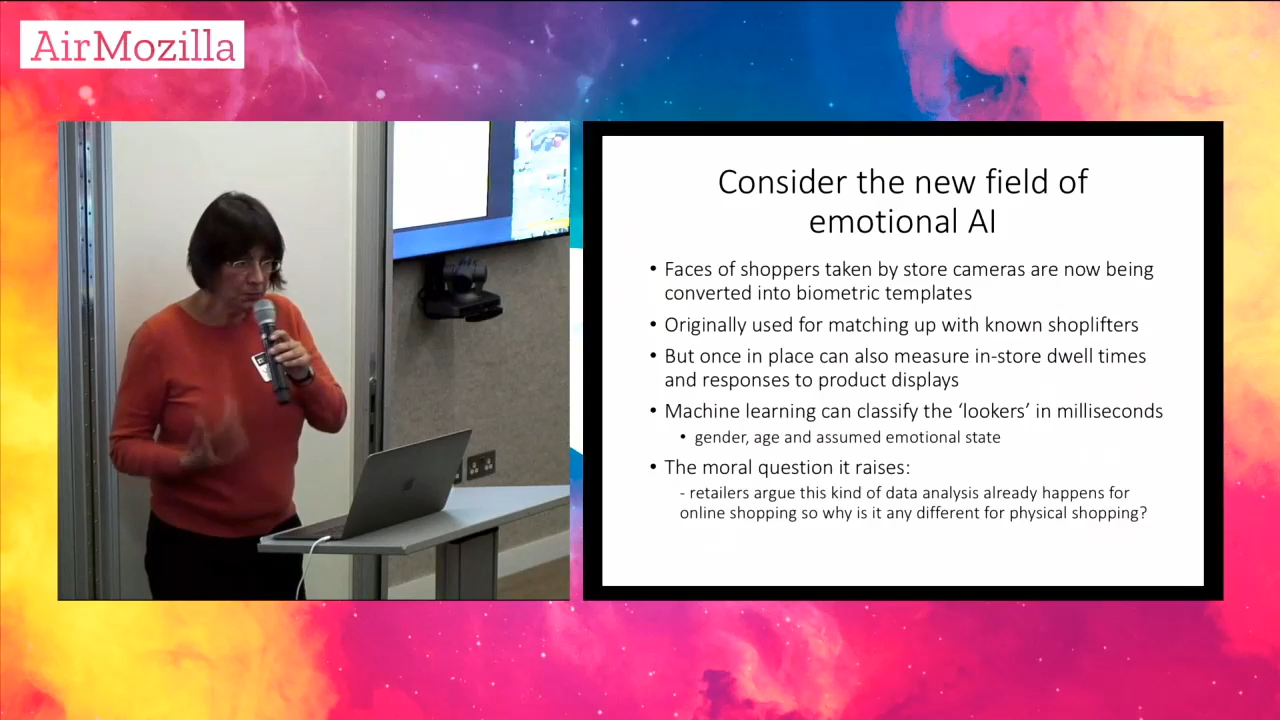 AirMozilla
Consider the new field of
emotional AI
• Faces of shoppers taken by store cameras are now being
converted into biometric templates
• Originally used for matching up with known shoplifters
• But once in place can also measure in-store dwell times
and responses to product displays
• Machine learning can classify the ‘lookers’ in milliseconds
• gender, age and assumed emotional state
• The moral question it raises:
- retailers argue this kind of data analysis already happens for
online shopping so why is it any different for physical shopping?